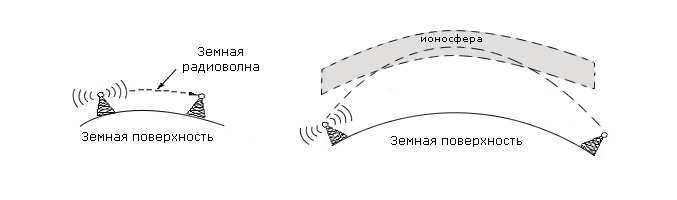 Земная
радиоволна
Земная поверхность
ионосфера
Земная поверхность